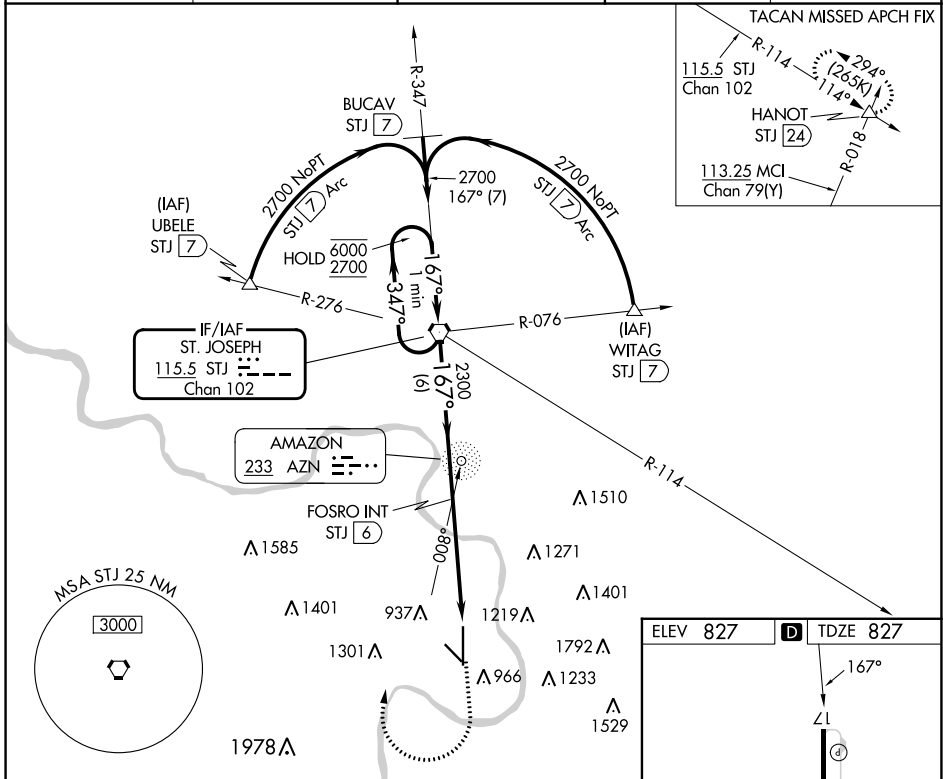 TACAN MISSED APCH FIX
R-114
115.5 STJ
Chan 102
294°
(265K)
114°
HANOT
STJ 24
R-018
113.25 MCI
Chan 79(Y)
R-347
BUCAV
STJ 7
2700 NoPT
STJ 7 Arc
2700
167° (7)
2700 NoPT
STJ 7 Arc
(IAF)
UBELE
STJ 7
HOLD 6000
2700
167°
1 min
347°
R-276
R-076
(IAF)
WITAG
STJ 7
IF/IAF
ST. JOSEPH
115.5 STJ
Chan 102
2300
167°
(6)
AMAZON
233 AZN
R-114
FOSRO INT
STJ 6
008°
1510
1585
1271
1401
937
1219
1401
1301
1792
966
1233
1529
1978
MSA STJ 25 NM
3000
ELEV 827 D TDZE 827
167°
17
P